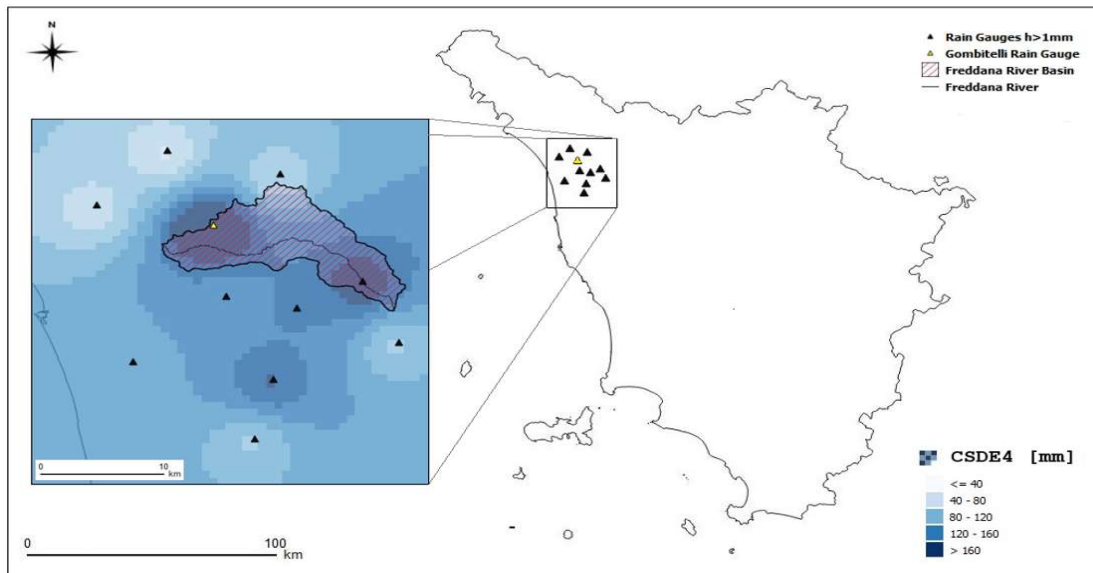 N
Rain Gauges h>1mm
Gombitelli Rain Gauge
Freddana River Basin
Freddana River
0 10
km
0 100
km
CSDE4 [mm]
<= 40
40 - 80
80 - 120
120 - 160
> 160